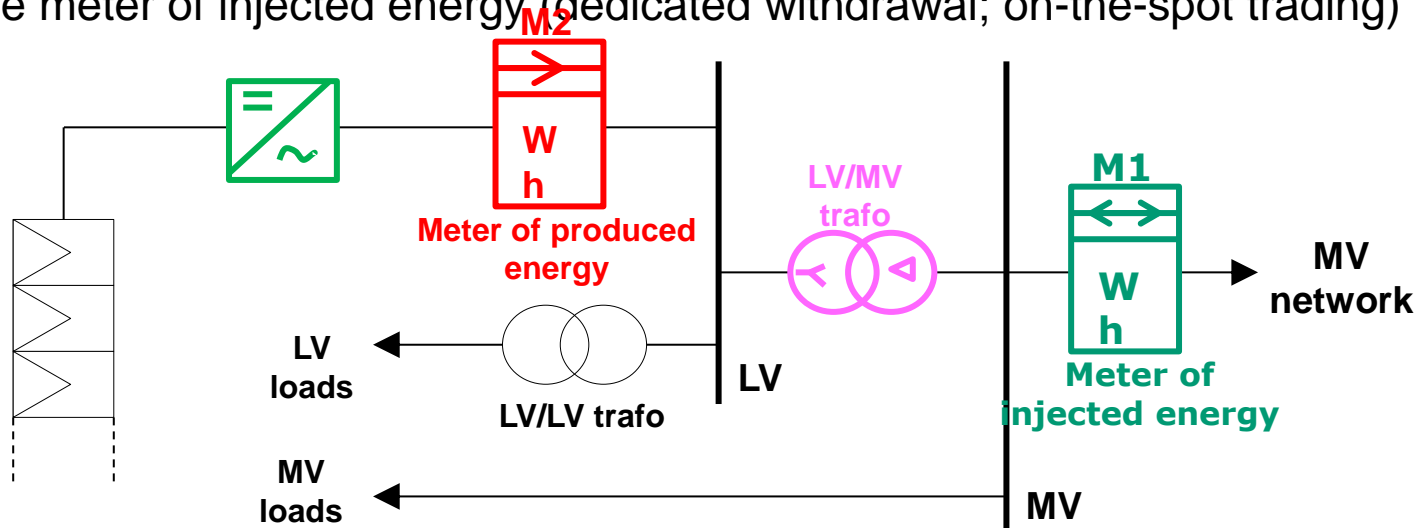 e meter of injected energy (dedicated withdrawal; on-the-spot trading)
M2
W
h
Meter of produced
energy
LV/MV
trafo
M1
W
h
Meter of
injected energy
MV
network
LV
loads
LV/LV trafo
LV
MV
loads
MV